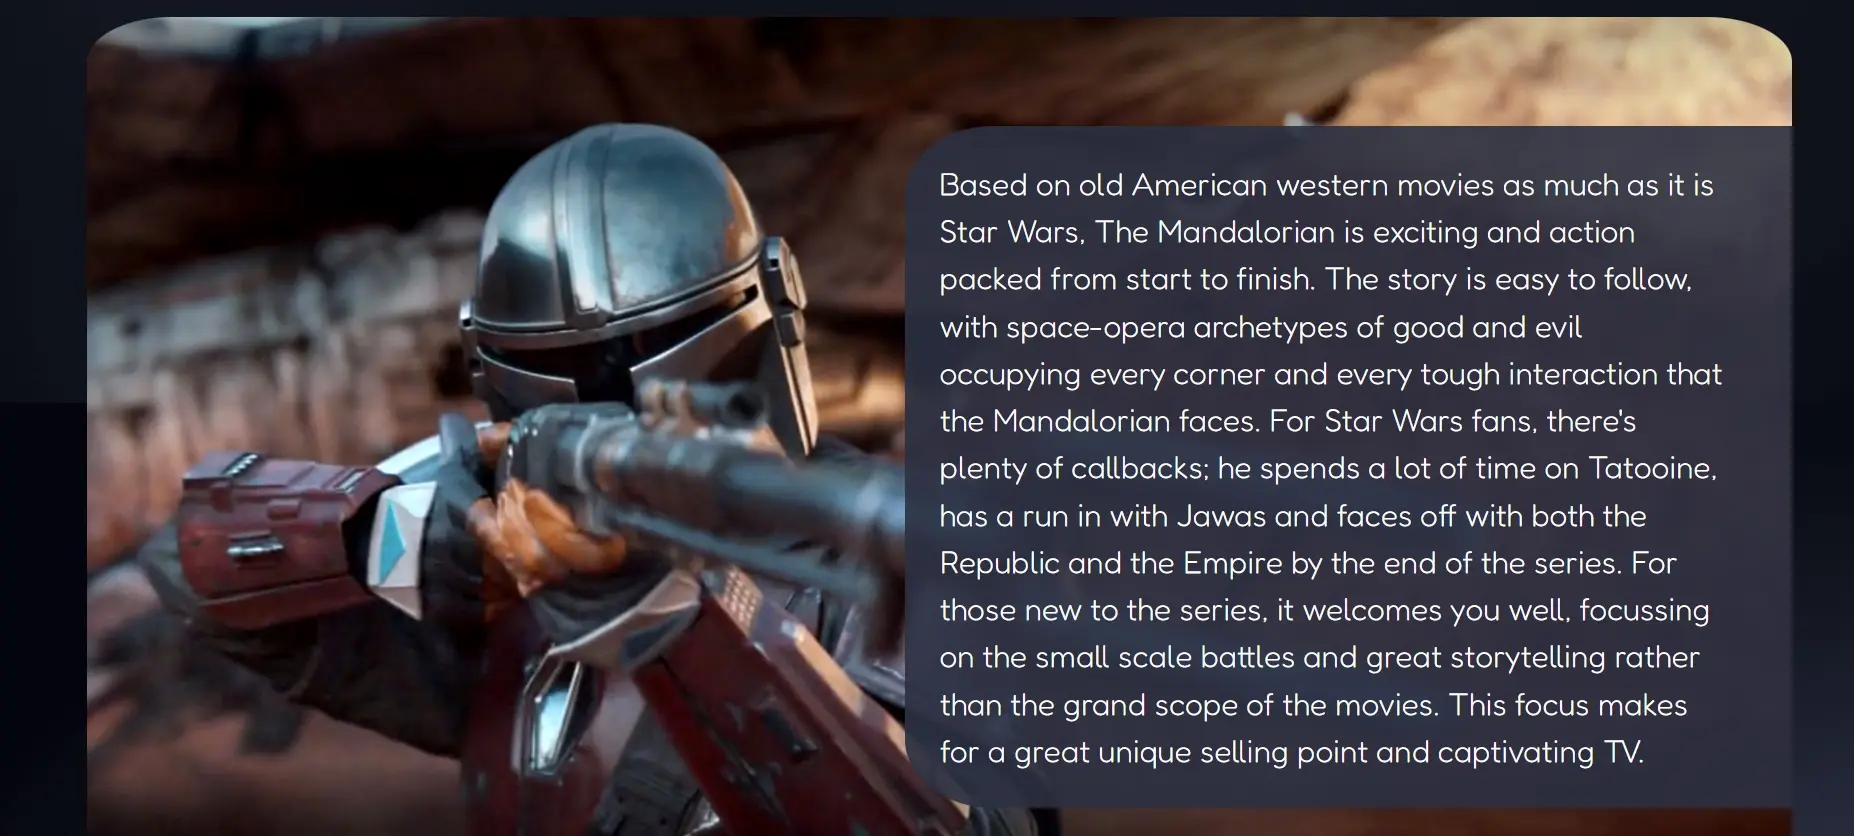 Based on old American western movies as much as it is
Star Wars, The Mandalorian is exciting and action
packed from start to finish. The story is easy to follow,
with space-opera archetypes of good and evil
occupying every corner and every tough interaction that
the Mandalorian faces. For Star Wars fans, there's
plenty of callbacks; he spends a lot of time on Tatooine,
has a run in with Jawas and faces off with both the
Republic and the Empire by the end of the series. For
those new to the series, it welcomes you well, focussing
on the small scale battles and great storytelling rather
than the grand scope of the movies. This focus makes
for a great unique selling point and captivating TV.